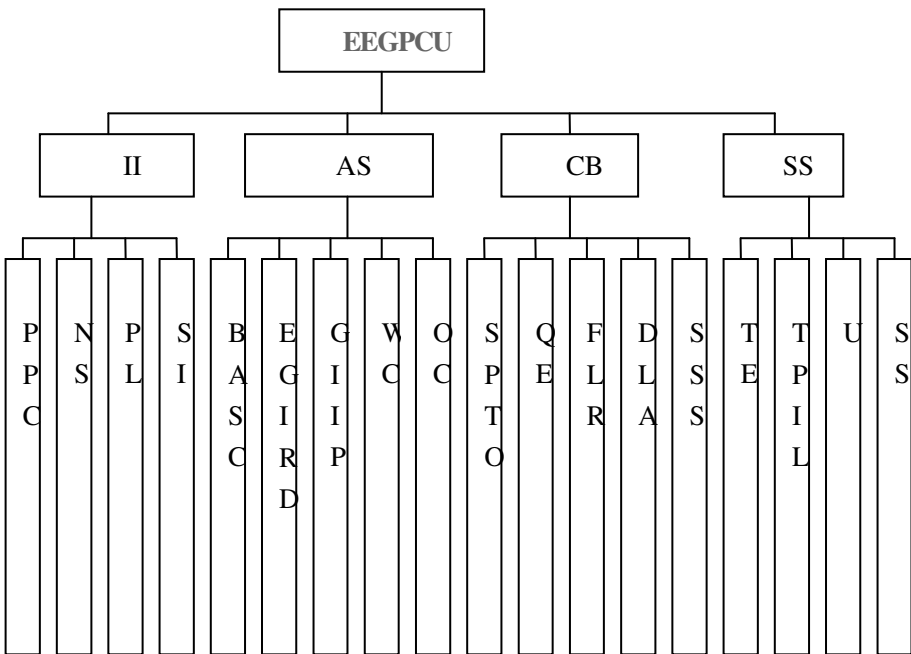 EEGPCU
II
AS
CB
SS
PPC
NS
PL
SI
BASC
EGIRD
GIIP
WC
OC
SPTO
QE
FLR
DLA
SSS
TE
TPIL
U
SS